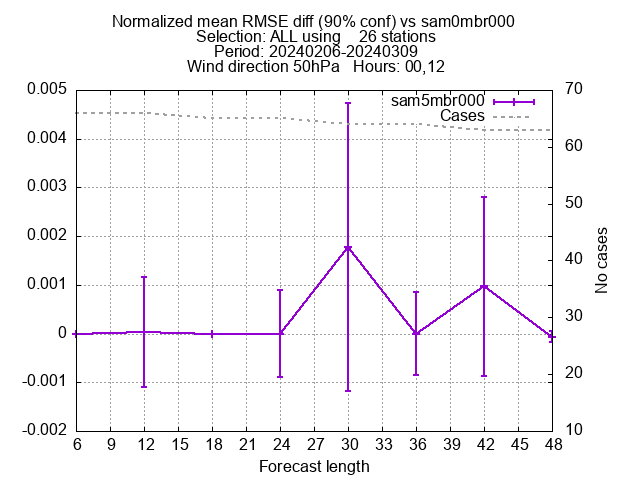 Normalized mean RMSE diff (90% conf) vs sam0mbr000
Selection: ALL using    26 stations
Period: 20240206-20240309
Wind direction 50hPa   Hours: 00,12
sam5mbr000
Cases
0.005
0.004
0.003
0.002
0.001
0
-0.001
-0.002
70
60
50
40
30
20
10
No cases
6 9 12 15 18 21 24 27 30 33 36 39 42 45 48
Forecast length